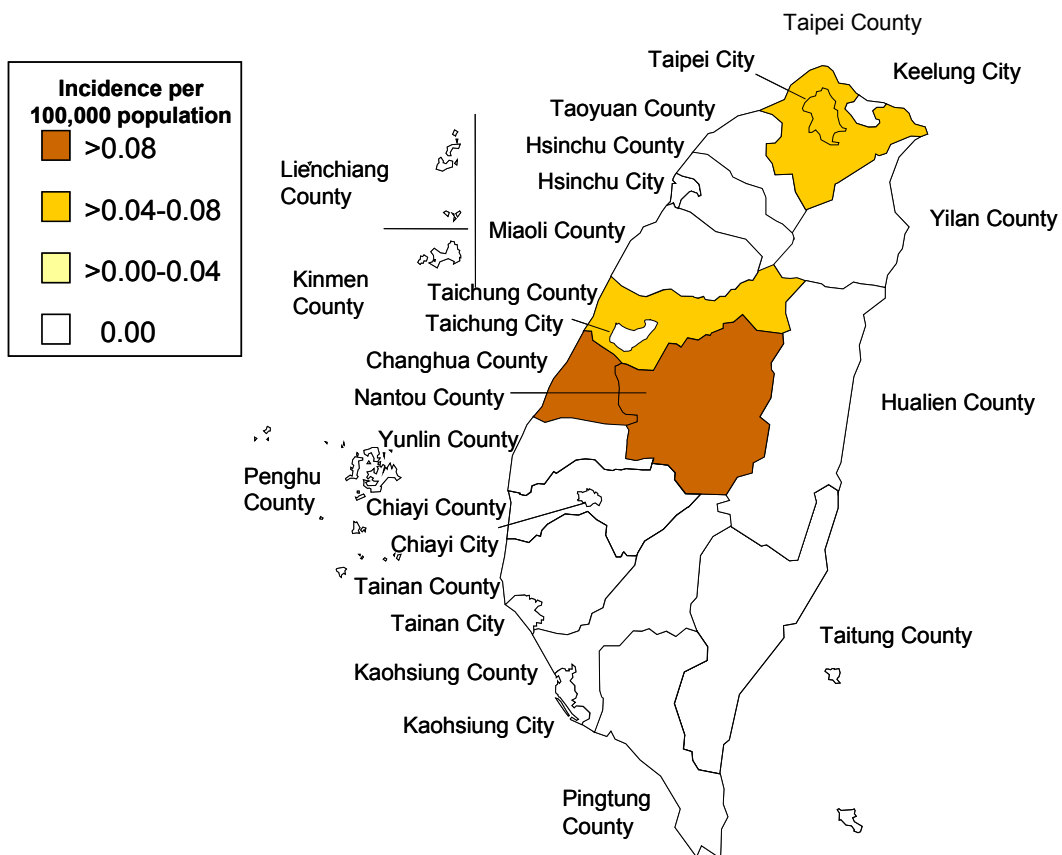 Taipei County
Taipei City
Keelung City
Incidence per
100,000 population
>0.08
>0.04-0.08
>0.00-0.04
0.00
Taoyuan County
Hsinchu County
Hsinchu City
Lienchiang
County
Yilan County
Miaoli County
Kinmen
County
Taichung County
Taichung City
Changhua County
Nantou County
Hualien County
Yunlin County
Penghu
County
Chiayi County
Chiayi City
Tainan County
Tainan City
Taitung County
Kaohsiung County
Kaohsiung City
Pingtung
County